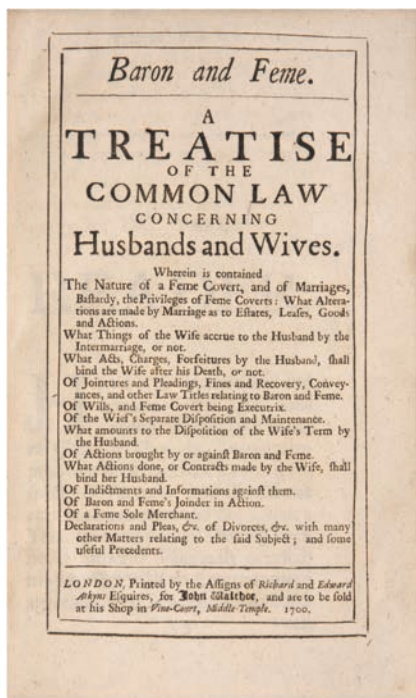 Baron and Feme.
A
TREATISE
OF THE
COMMON LAW
CONCERNING
Husbands and Wives.
Wherein is contained
The Nature of a Feme Covert, and of Marriages,
Baſtardy, the Privileges of Feme Coverts: What Altera-
tions are made by Marriage as to Eſtates, Leaſes, Goods
and Actions.
What Things of the Wife accrue to the Husband by the
Intermarriage, or not.
What Acts, Charges, Forfeitures by the Husband, ſhall
bind the Wife after his Death, or not.
Of Jointures and Pleadings, Fines and Recovery, Convey-
ances, and other Law Titles relating to Baron and Feme.
Of Wills, and Feme Covert being Executrix.
Of the Wief's Separate Diſpoſition and Maintenance.
What amounts to the Diſpoſition of the Wife's Term by
the Husband.
Of Actions brought by or againſt Baron and Feme.
What Actions done, or Contracts made by the Wife, ſhall
bind her Husband.
Of Indictments and Informations againſt them.
Of Baron and Feme's Joinder in Action.
Of a Feme Sole Merchant.
Declarations and Pleas, &c. of Divorces, &c. with many
other Matters relating to the ſaid Subject; and ſome
uſeful Precedents.
LONDON, Printed by the Aſſigns of Richard and Edward
Atkyns Eſquires, for John Walthoe, and are to be ſold
at his Shop in Vine-Court, Middle-Temple. 1700.